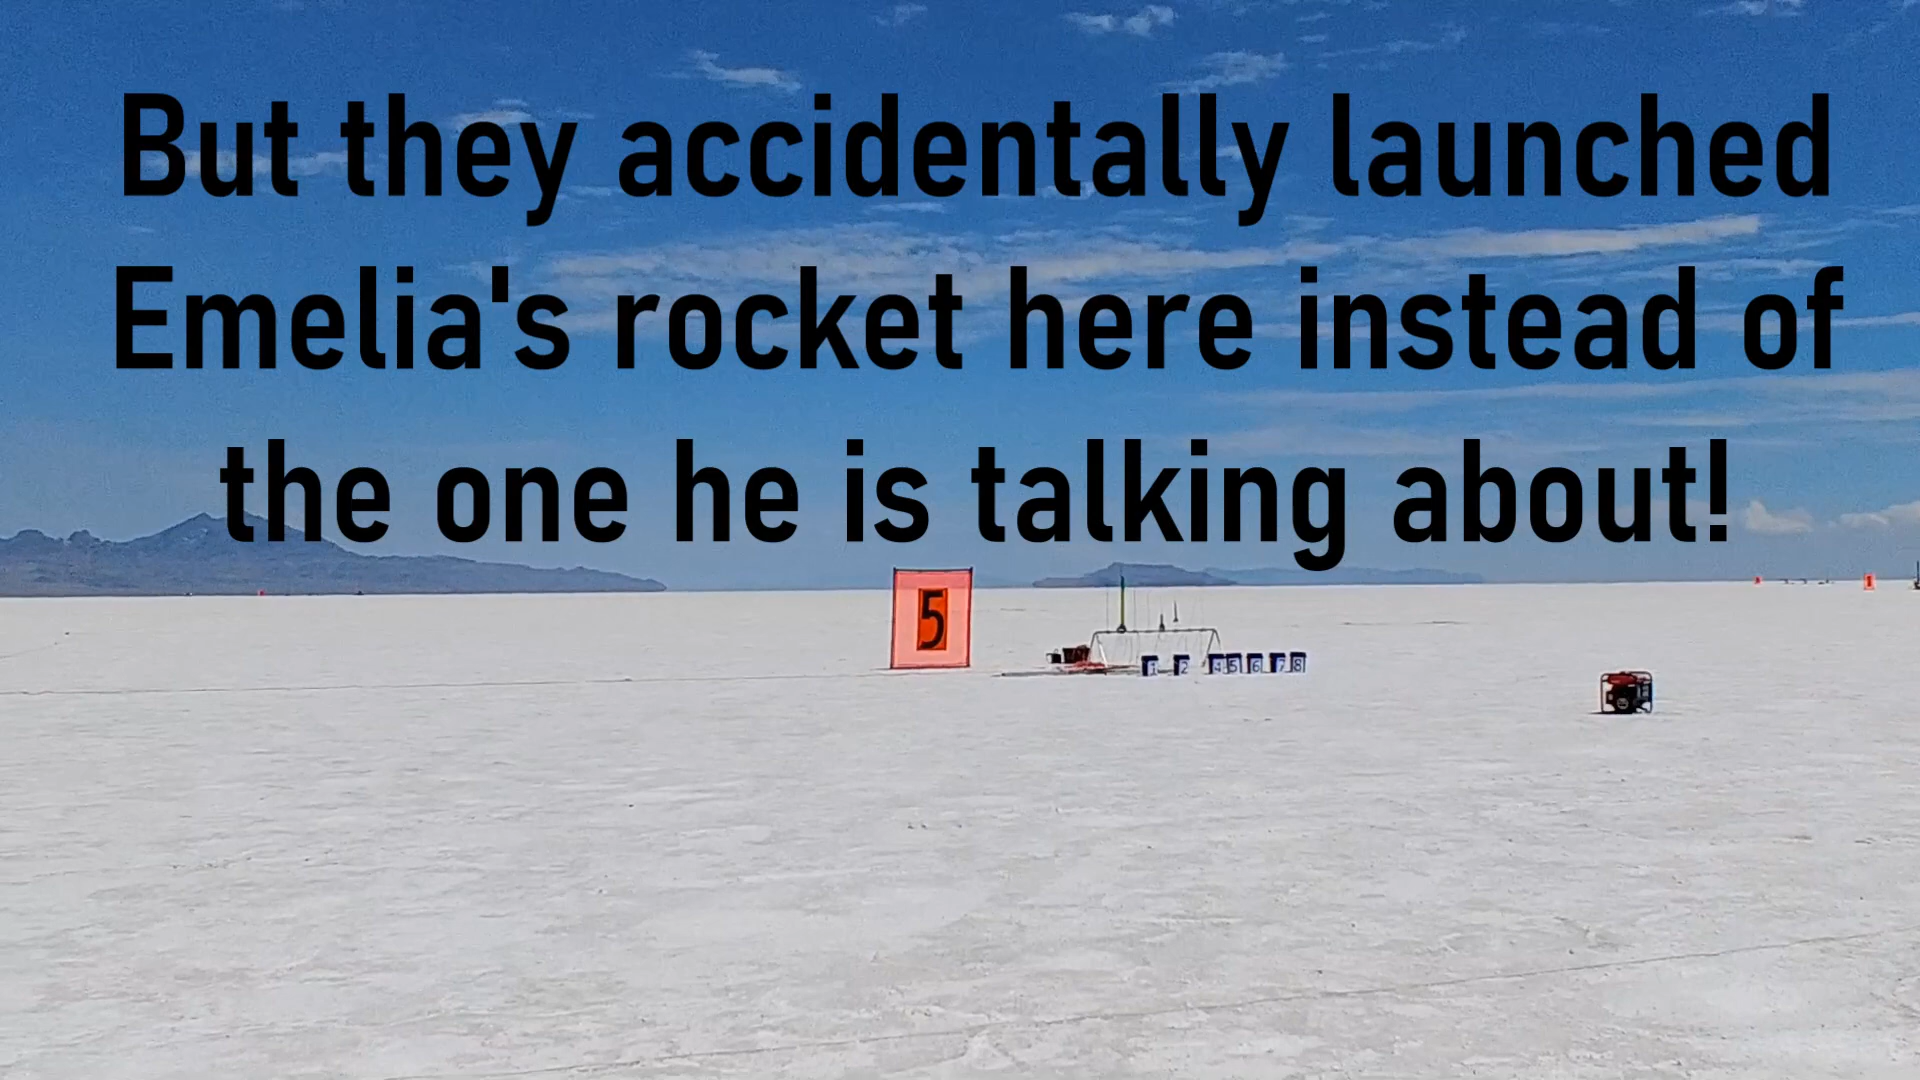 But they accidentally launched
Emelia's rocket here instead of
the one he is talking about!
5
1 2 4 5 6 7 8
1